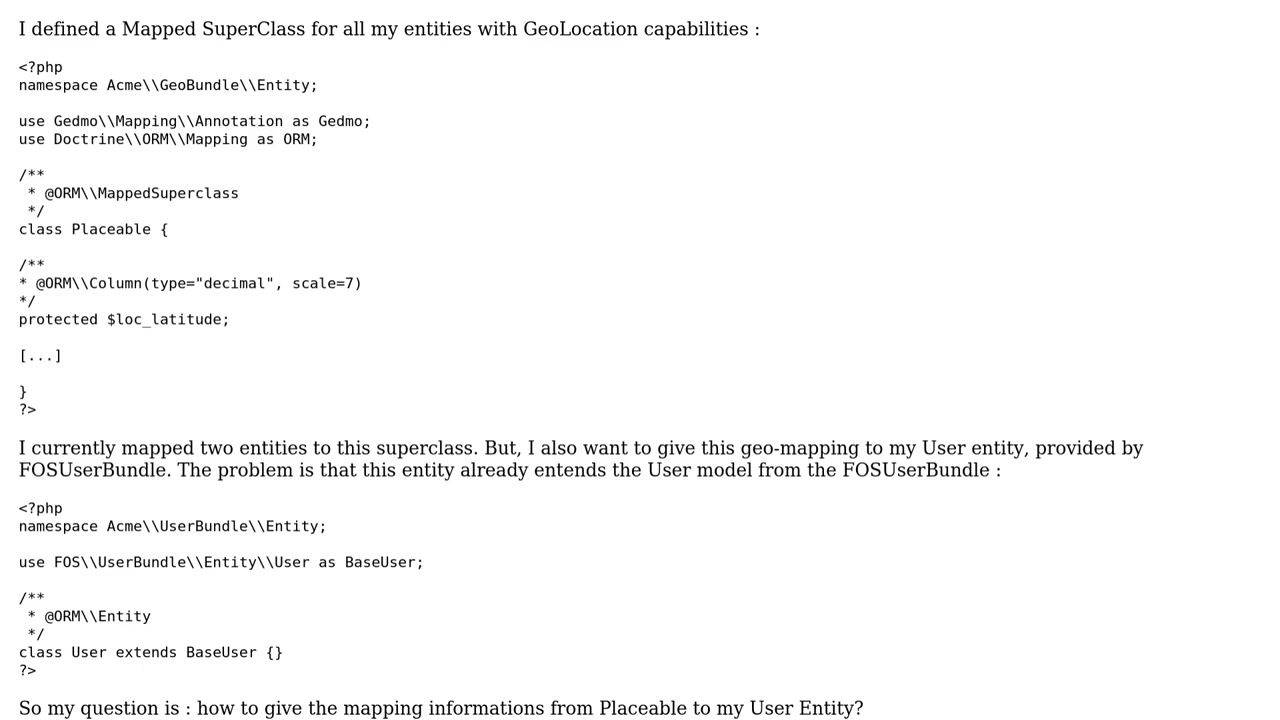 I defined a Mapped SuperClass for all my entities with GeoLocation capabilities :
<?php
namespace Acme\\GeoBundle\\Entity;
use Gedmo\\Mapping\\Annotation as Gedmo;
use Doctrine\\ORM\\Mapping as ORM;
/**
 * @ORM\\MappedSuperclass
 */
class Placeable {
/**
* @ORM\\Column(type="decimal", scale=7)
*/
protected $loc_latitude;
[...]
}
?>
I currently mapped two entities to this superclass. But, I also want to give this geo-mapping to my User entity, provided by
FOSUserBundle. The problem is that this entity already entends the User model from the FOSUserBundle :
<?php
namespace Acme\\UserBundle\\Entity;
use FOS\\UserBundle\\Entity\\User as BaseUser;
/**
 * @ORM\\Entity
 */
class User extends BaseUser {}
?>
So my question is : how to give the mapping informations from Placeable to my User Entity?